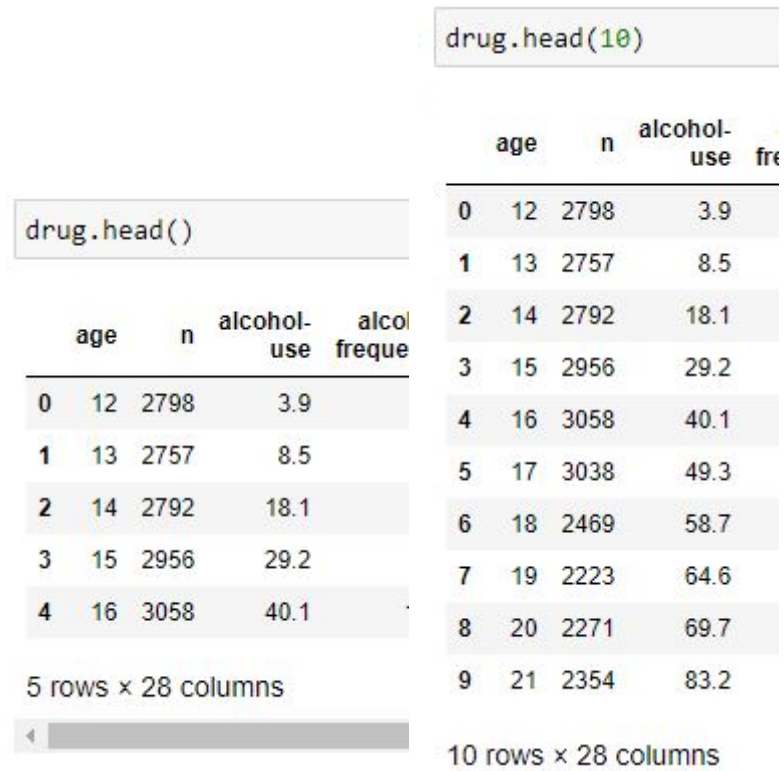 drug.head()
age n alcohol-use
0 12 2798 3.9
1 13 2757 8.5
2 14 2792 18.1
3 15 2956 29.2
4 16 3058 40.1
5 rows × 28 columns
drug.head(10)
age n alcohol-use
0 12 2798 3.9
1 13 2757 8.5
2 14 2792 18.1
3 15 2956 29.2
4 16 3058 40.1
5 17 3038 49.3
6 18 2469 58.7
7 19 2223 64.6
8 20 2271 69.7
9 21 2354 83.2
10 rows × 28 columns